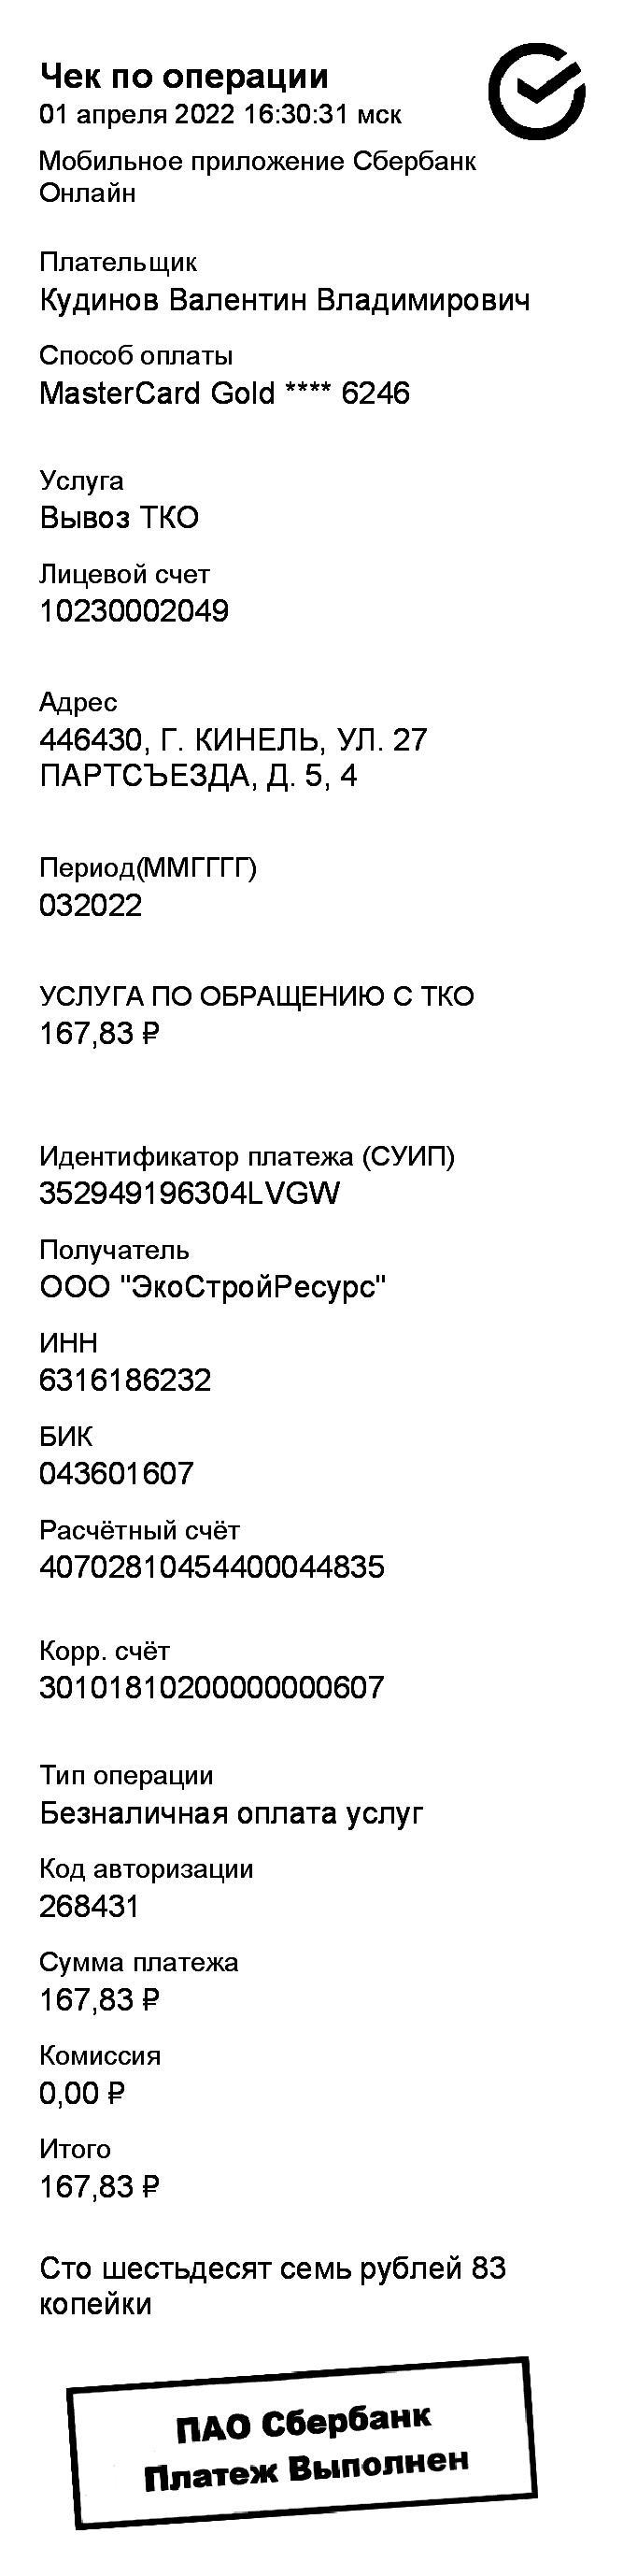 Чек по операции
01 апреля 2022 16:30:31 мск
Мобильное приложение Сбербанк
Онлайн
Плательщик
Кудинов Валентин Владимирович
Способ оплаты
MasterCard Gold **** 6246
Услуга
Вывоз ТКО
Лицевой счет
10230002049
Адрес
446430, Г. КИНЕЛЬ, УЛ. 27
ПАРТСЪЕЗДА, Д. 5, 4
Период(ММГГГГ)
032022
УСЛУГА ПО ОБРАЩЕНИЮ С ТКО
167,83 ₽
Идентификатор платежа (СУИП)
352949196304LVGW
Получатель
ООО "ЭкоСтройРесурс"
ИНН
6316186232
БИК
043601607
Расчётный счёт
40702810454400044835
Корр. счёт
30101810200000000607
Тип операции
Безналичная оплата услуг
Код авторизации
268431
Сумма платежа
167,83 ₽
Комиссия
0,00 ₽
Итого
167,83 ₽
Сто шестьдесят семь рублей 83
копейки
ПАО Сбербанк
Платеж Выполнен